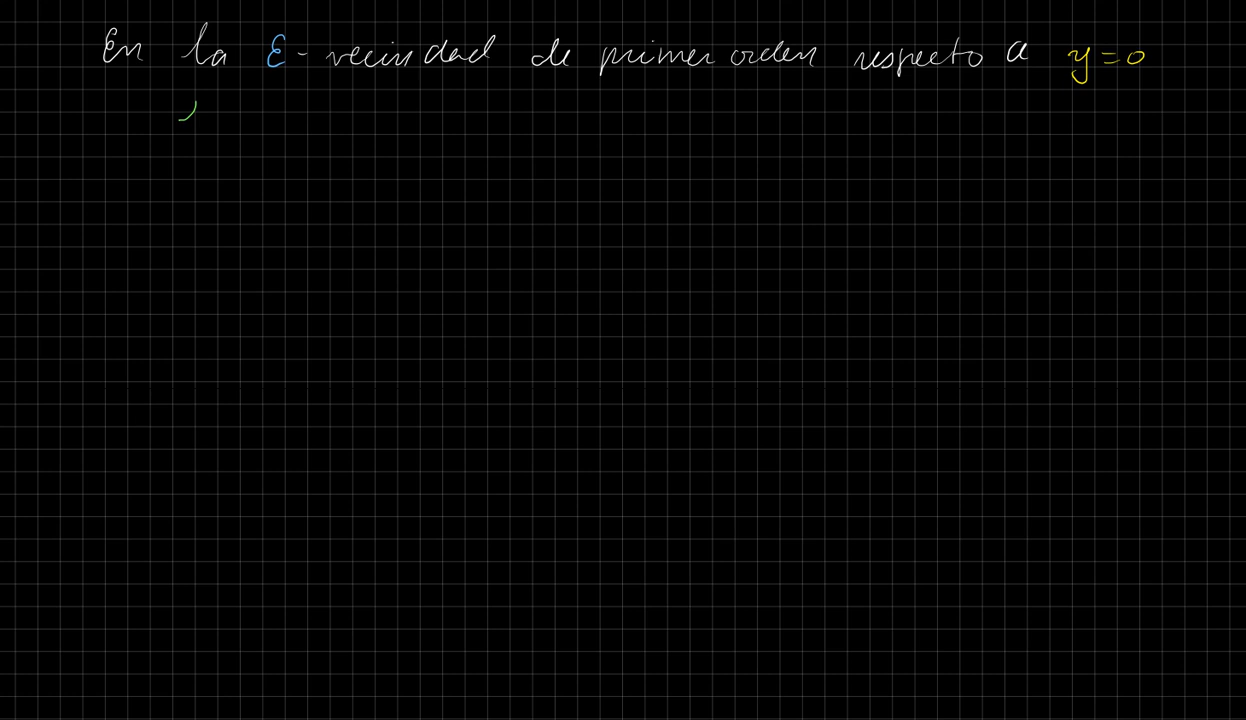 En la ε-vecindad de primer orden respecto a y=0